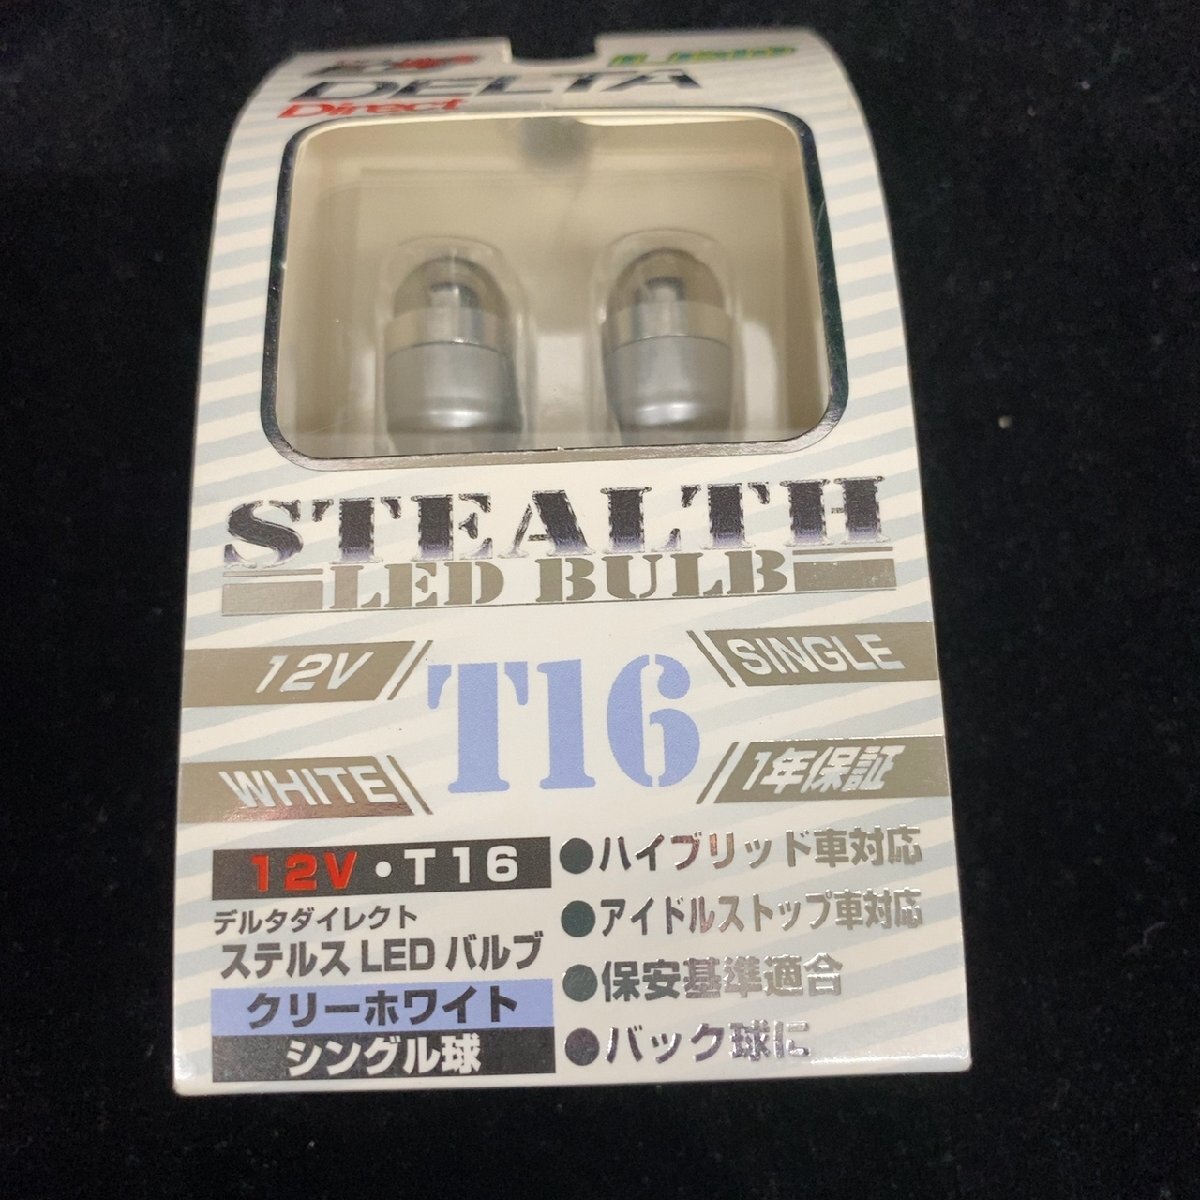 DELTA
Direct
STEALTH
LED BULB
12V
T16
SINGLE
WHITE
1年保証
12V・T16
デルタダイレクト
ステルス LED バルブ
クリーホワイト
シングル球
●ハイブリッド車対応
●アイドルストップ車対応
●保安基準適合
●バック球に